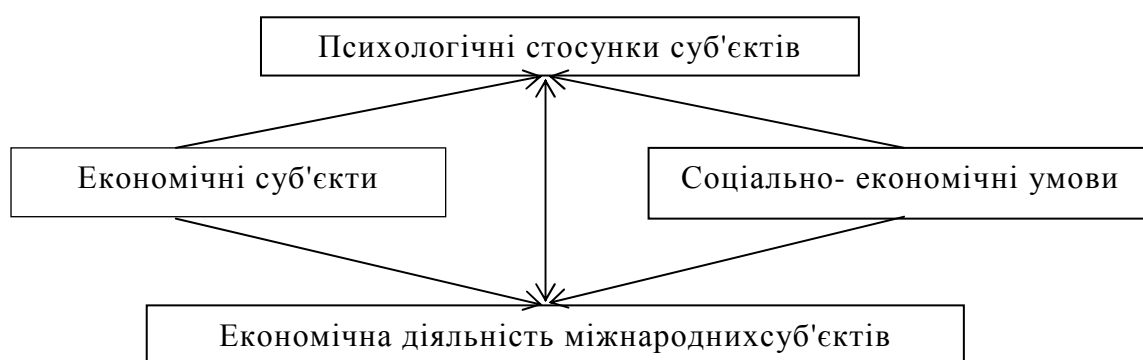 Психологічні стосунки суб'єктів
Економічні суб'єкти
Соціально- економічні умови
Економічна діяльність міжнароднихсуб'єктів